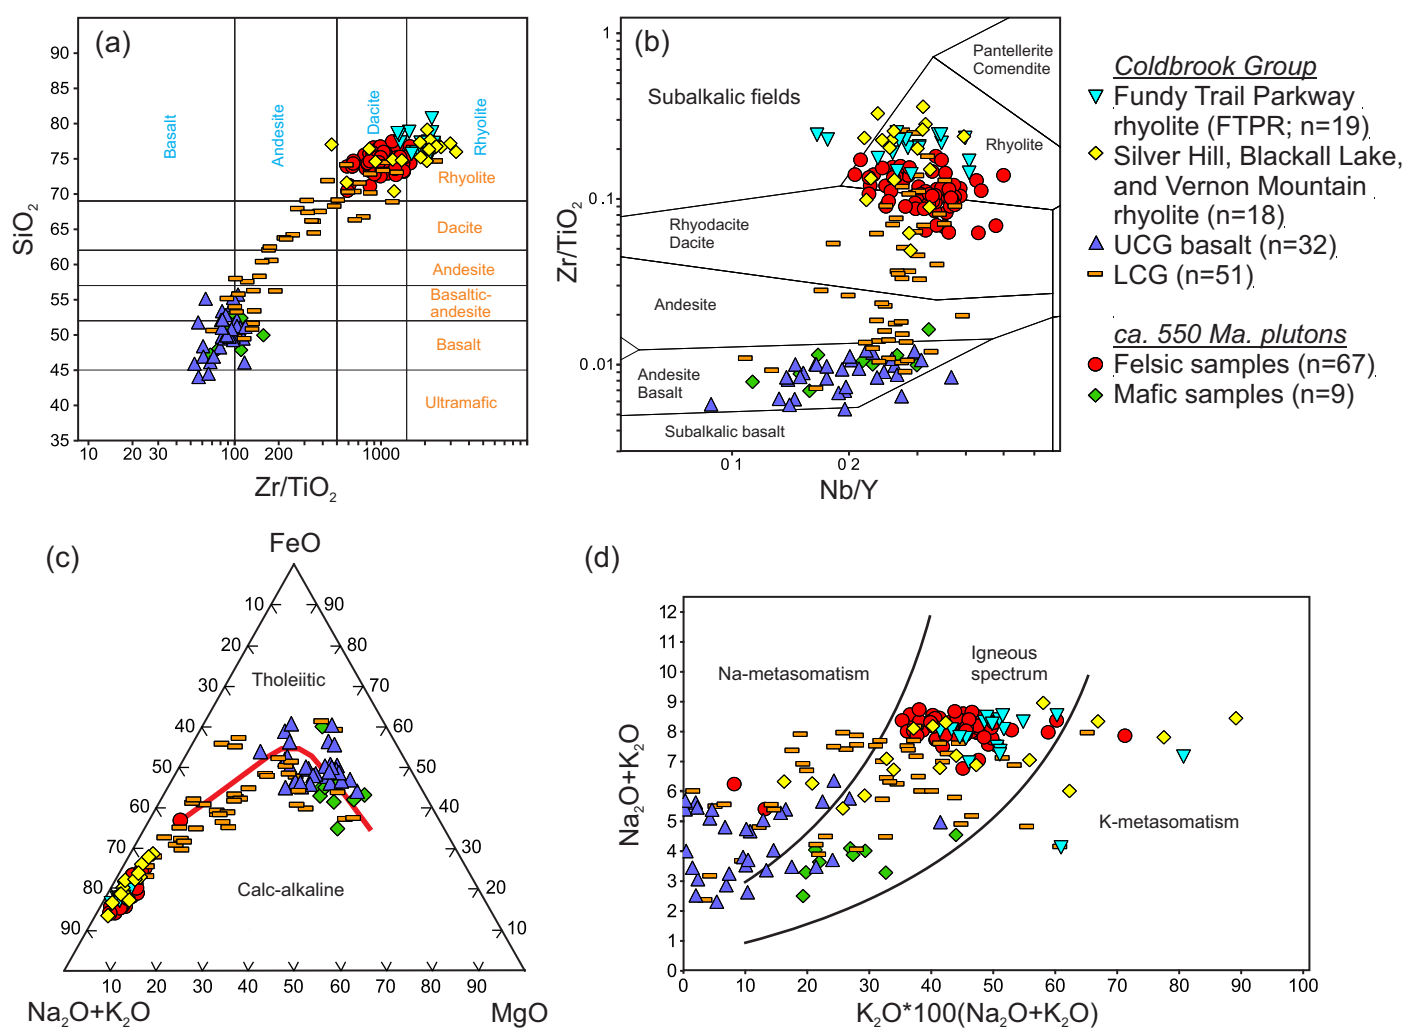 (a)
SiO2
90
85
80
75
70
65
60
55
50
45
40
35
Basalt
Andesite
Dacite
Rhyolite
Rhyolite
Dacite
Andesite
Basaltic-
andesite
Basalt
Ultramafic
10
20 30
100
200
1000
Zr/TiO2
(b)
Zr/TiO2
1
0.1
0.01
Subalkalic fields
Pantellerite
Comendite
Rhyolite
Rhyodacite
Dacite
Andesite
Andesite
Basalt
Subalkalic basalt
0 1
0 2
Nb/Y
Coldbrook Group
Fundy Trail Parkway
rhyolite (FTPR; n=19)
Silver Hill, Blackall Lake,
and Vernon Mountain
rhyolite (n=18)
UCG basalt (n=32)
LCG (n=51)
ca. 550 Ma. plutons
Felsic samples (n=67)
Mafic samples (n=9)
(c)
FeO
10 90
20 80
30 70
40 60
50 50
60 40
70 30
80 20
90 10
Tholeiitic
Calc-alkaline
10 20 30 40 50 60 70 80 90
Na2O+K2O
MgO
(d)
Na2O+K2O
12
11
10
9
8
7
6
5
4
3
2
1
0
Na-metasomatism
Igneous
spectrum
K-metasomatism
0 10 20 30 40 50 60 70 80 90 100
K2O*100(Na2O+K2O)